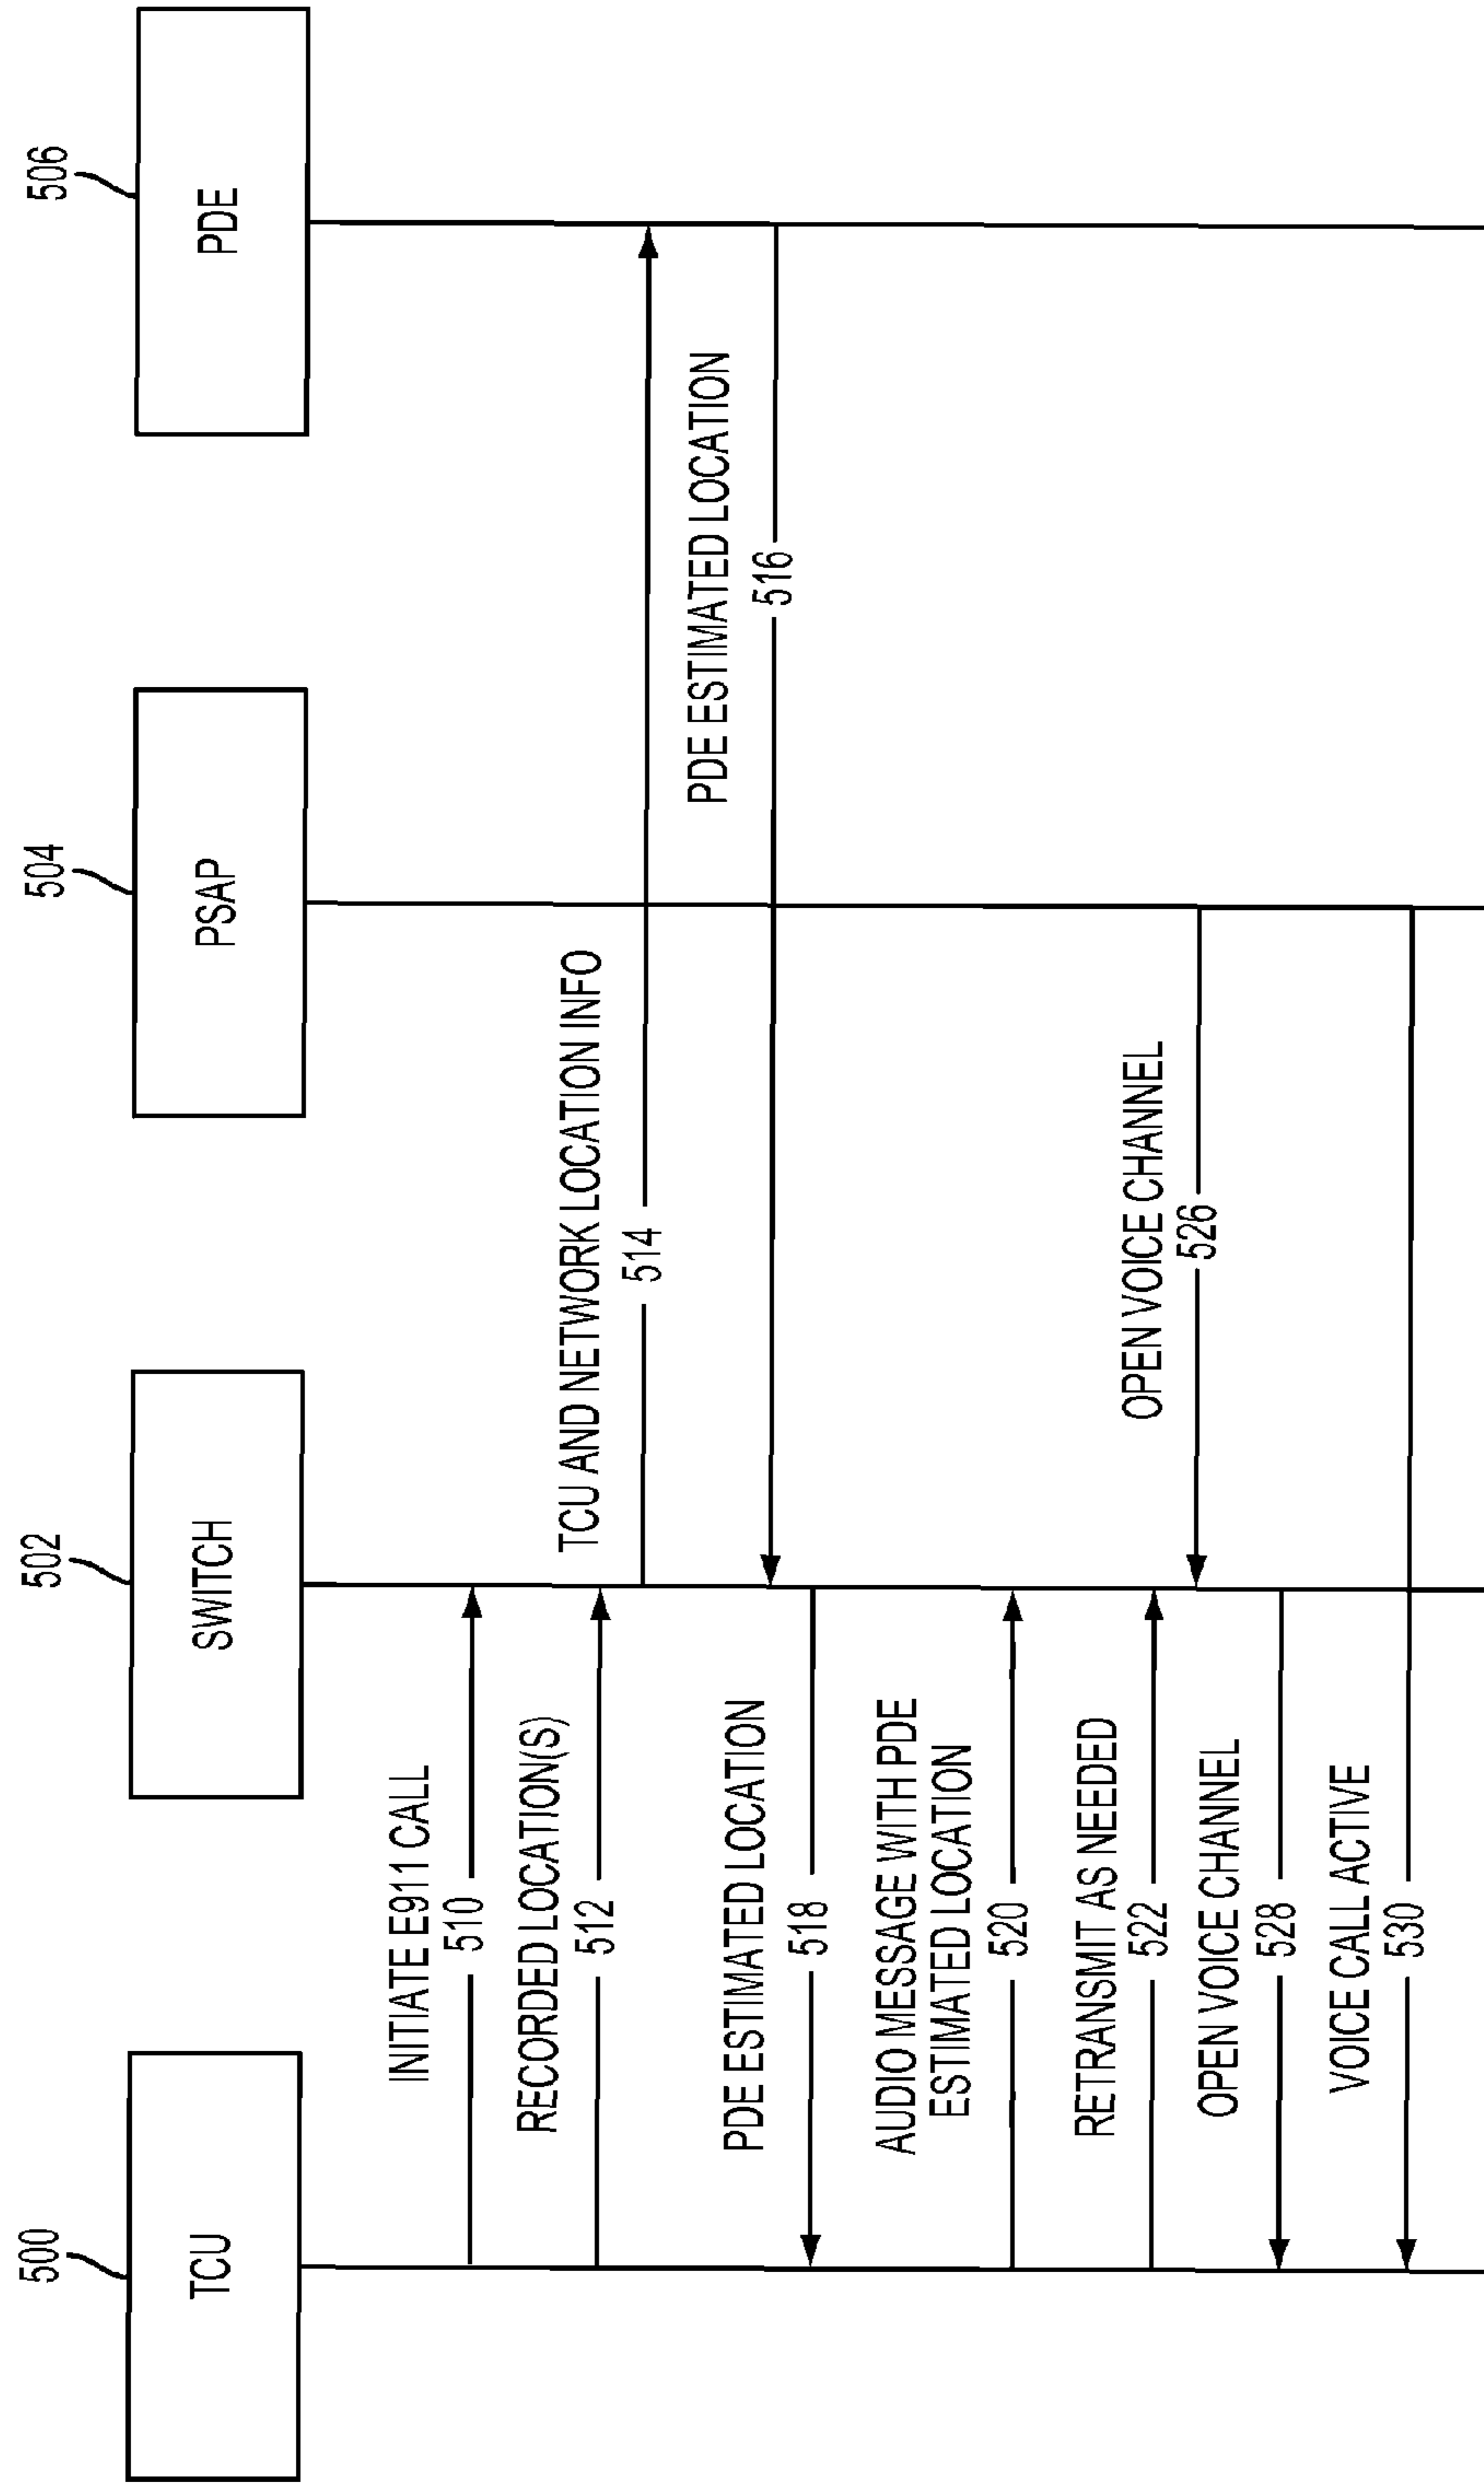 500
TCU
502
SWITCH
504
PSAP
506
PDE
INITIATE E911 CALL
510
RECORDED LOCATION(S)
512
TCU AND NETWORK LOCATION INFO
514
PDE ESTIMATED LOCATION
516
PDE ESTIMATED LOCATION
518
AUDIO MESSAGE WITH PDE
ESTIMATED LOCATION
520
RETRANSMIT AS NEEDED
522
OPEN VOICE CHANNEL
526
OPEN VOICE CHANNEL
528
VOICE CALL ACTIVE
530